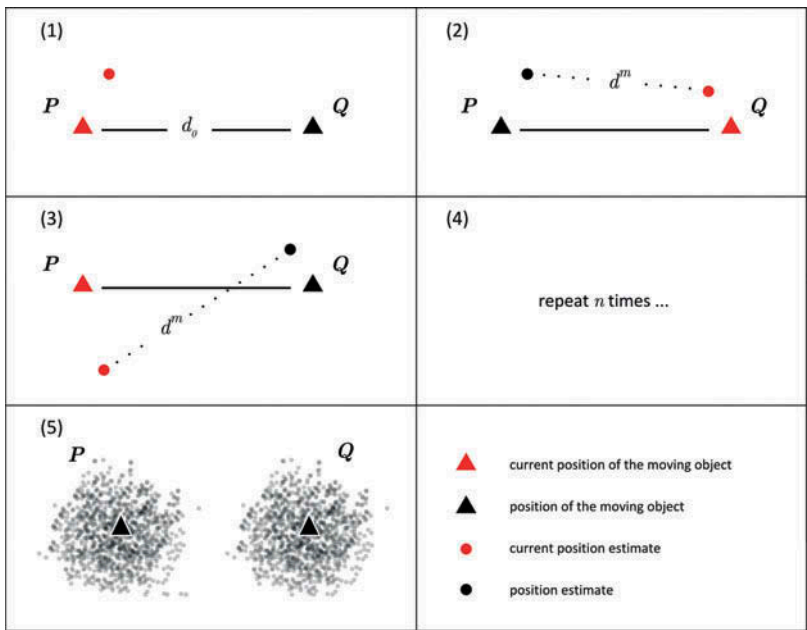 (1)
P
d₀
Q
(2)
P
dᵐ
Q
(3)
P
Q
dᵐ
(4)
repeat n times ...
(5)
P
Q
current position of the moving object
position of the moving object
current position estimate
position estimate